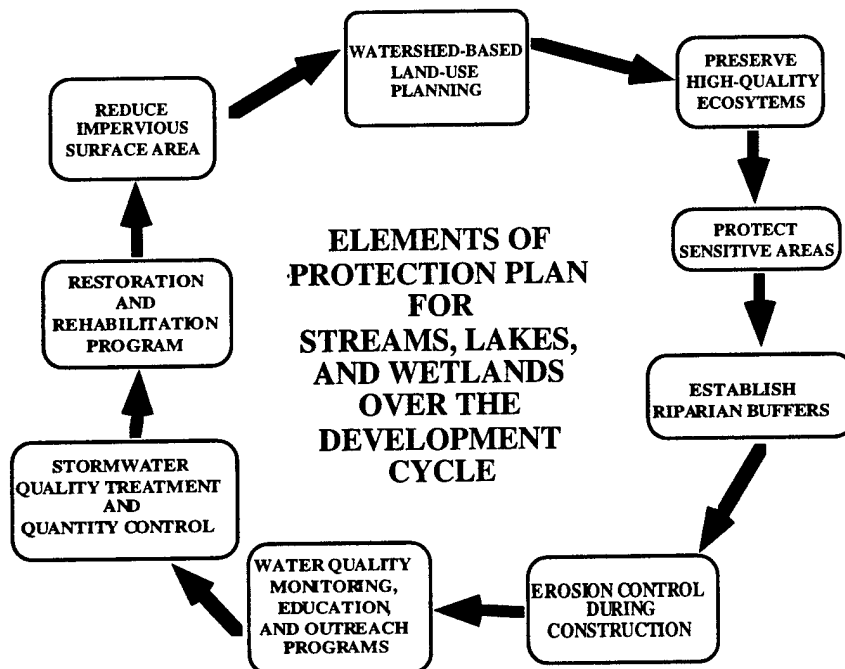 WATERSHED-BASED
LAND-USE
PLANNING
PRESERVE
HIGH-QUALITY
ECOSYTEMS
PROTECT
SENSITIVE AREAS
ESTABLISH
RIPARIAN BUFFERS
EROSION CONTROL
DURING
CONSTRUCTION
WATER QUALITY
MONITORING,
EDUCATION,
AND OUTREACH
PROGRAMS
STORMWATER
QUALITY TREATMENT
AND
QUANTITY CONTROL
RESTORATION
AND
REHABILITATION
PROGRAM
REDUCE
IMPERVIOUS
SURFACE AREA
ELEMENTS OF
PROTECTION PLAN
FOR
STREAMS, LAKES,
AND WETLANDS
OVER THE
DEVELOPMENT
CYCLE